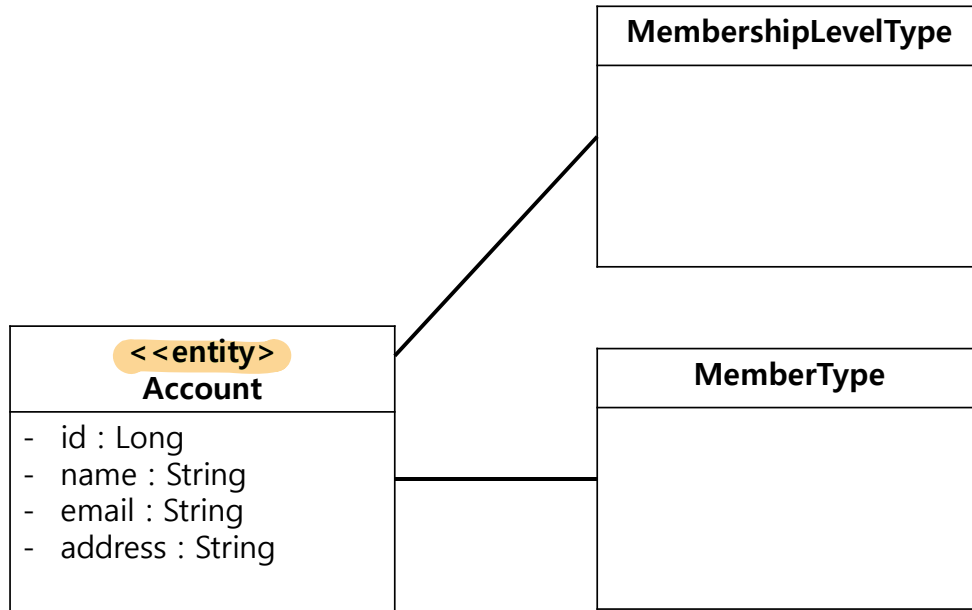 MembershipLevelType
<<entity>
Account
- id : Long
- name : String
- email : String
- address : String
MemberType